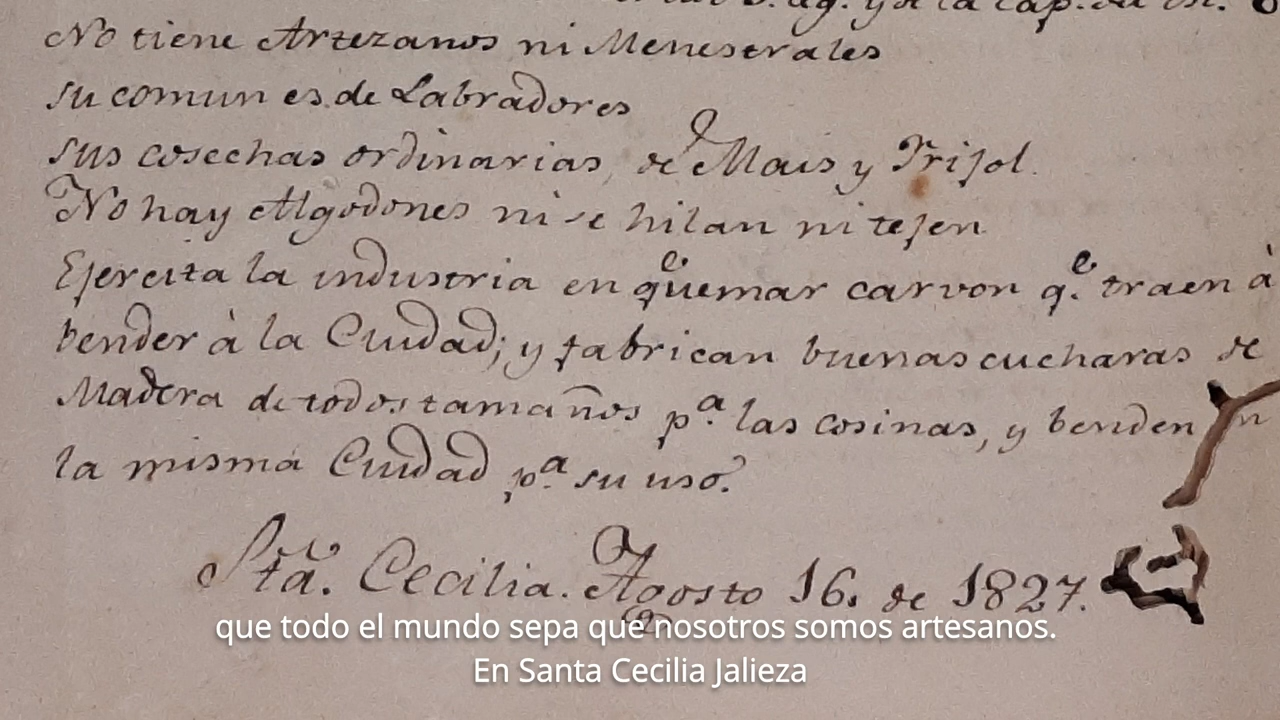 No tiene Artezanos ni Menestrales
su comun es de Labradores
sus cosechas ordinarias, de Mais y Frijol.
No hay Algodones ni se hilan ni tejen
Ejercita la industria en quemar carvon q.e traen à
bender à la Ciudad; y fabrican buenas cucharas de
Madera de todos tamaños p.a las cosinas, y benden
la misma Ciudad p.a su uso.
Sta. Cecilia. Agosto 16. de 1827.
que todo el mundo sepa que nosotros somos artesanos.
En Santa Cecilia Jalieza